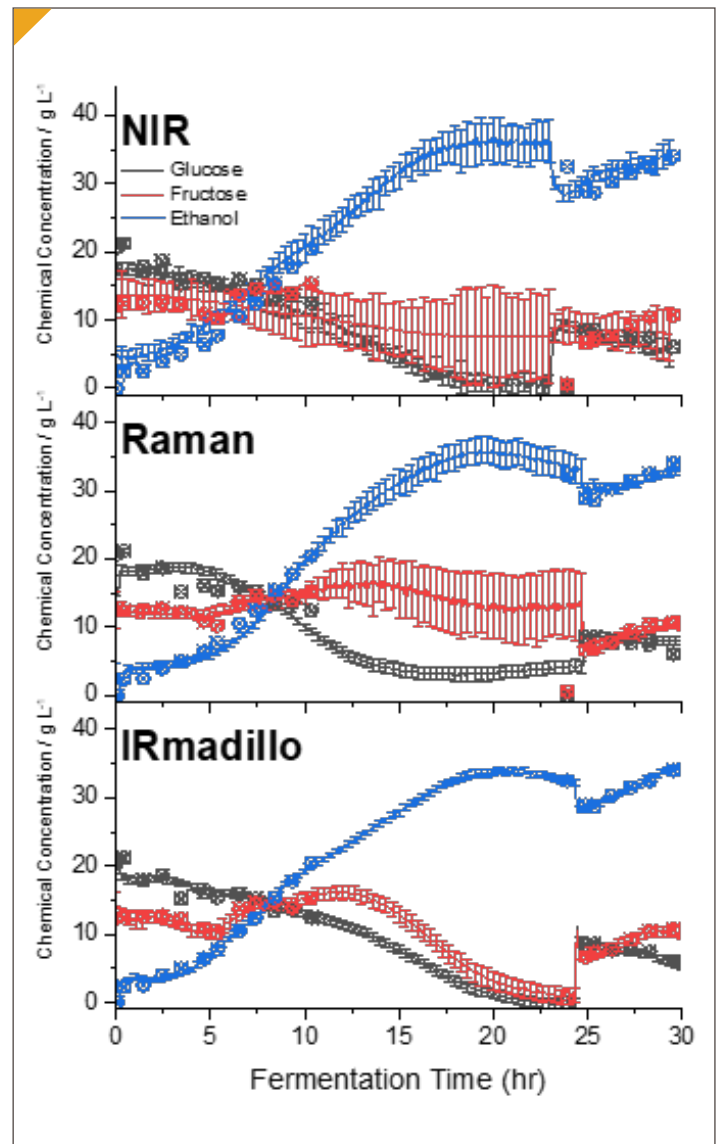 NIR
Glucose
Fructose
Ethanol
Chemical Concentration / g L⁻¹
40
30
20
10
0
Raman
Chemical Concentration / g L⁻¹
40
30
20
10
0
IRmadillo
Chemical Concentration / g L⁻¹
40
30
20
10
0
0 5 10 15 20 25 30
Fermentation Time (hr)